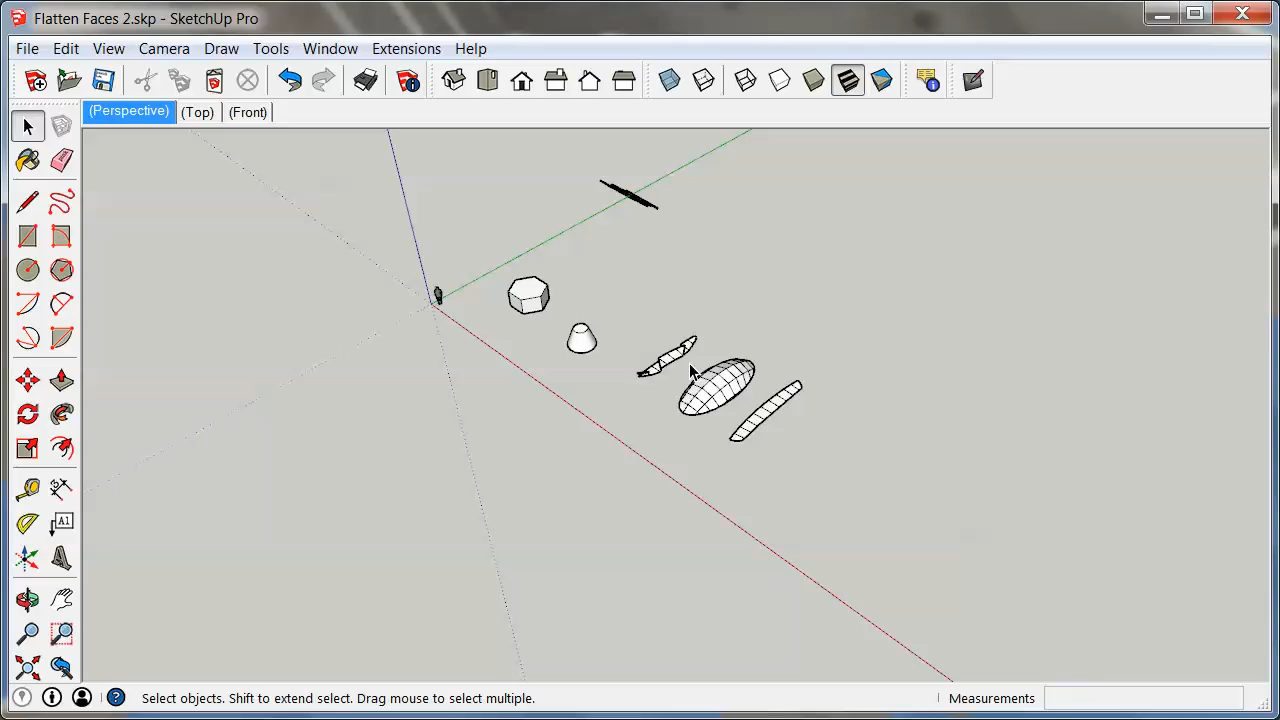 Flatten Faces 2.skp - SketchUp Pro
File Edit View Camera Draw Tools Window Extensions Help
(Perspective) (Top) (Front)
A1
Select objects. Shift to extend select. Drag mouse to select multiple.
Measurements